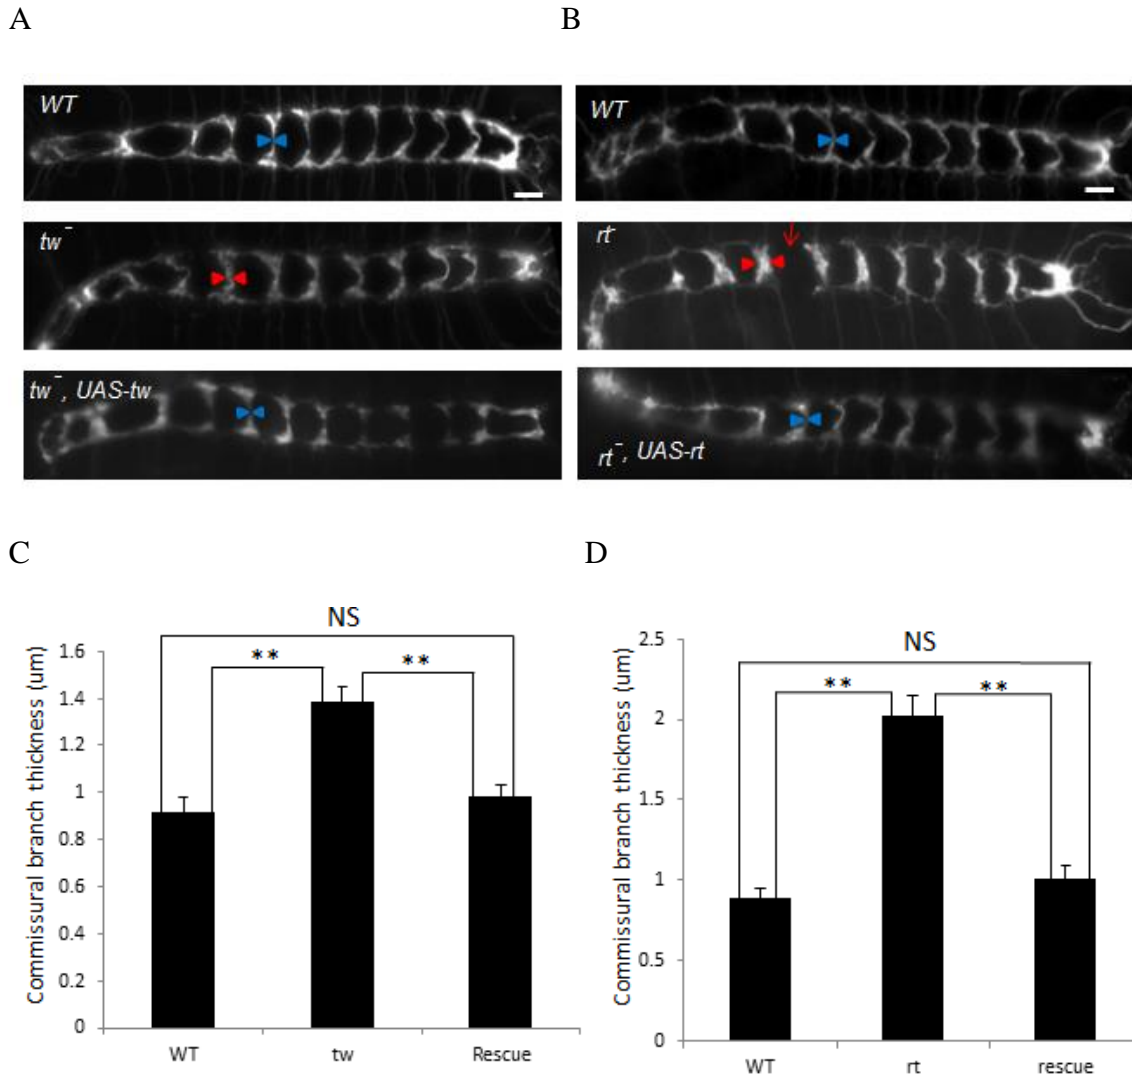 A
B
WT
tw⁻
tw⁻, UAS-tw
WT
rt⁻
rt⁻, UAS-rt
C
NS
**
**
Commissural branch thickness (um)
1.6
1.4
1.2
1
0.8
0.6
0.4
0.2
0
WT
tw
Rescue
D
NS
**
**
Commissural branch thickness (um)
2.5
2
1.5
1
0.5
0
WT
rt
rescue